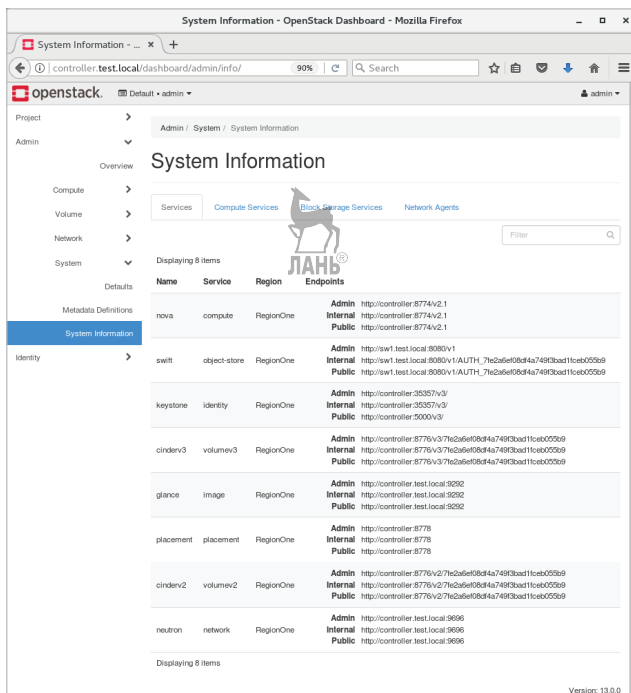 System Information - OpenStack Dashboard - Mozilla Firefox
System Information - ...
controller.test.local/dashboard/admin/info/ 90% Search
openstack. Default • admin admin
Project
Admin
Overview
Compute
Volume
Network
System
Defaults
Metadata Definitions
System Information
Identity
Admin / System / System Information
System Information
Services Compute Services Block Storage Services Network Agents
Filter
ЛАНЬ®
Displaying 8 items
Name Service Region Endpoints
Admin http://controller:8774/v2.1
nova compute RegionOne Internal http://controller:8774/v2.1
Public http://controller:8774/v2.1
Admin http://sw1.test.local:8080/v1
swift object-store RegionOne Internal http://sw1.test.local:8080/v1/AUTH_7fe2a6ef08df4a749f3bad1fceb055b9
Public http://sw1.test.local:8080/v1/AUTH_7fe2a6ef08df4a749f3bad1fceb055b9
Admin http://controller:35357/v3/
keystone identity RegionOne Internal http://controller:35357/v3/
Public http://controller:5000/v3/
Admin http://controller:8776/v3/7fe2a6ef08df4a749f3bad1fceb055b9
cinderv3 volumev3 RegionOne Internal http://controller:8776/v3/7fe2a6ef08df4a749f3bad1fceb055b9
Public http://controller:8776/v3/7fe2a6ef08df4a749f3bad1fceb055b9
Admin http://controller.test.local:9292
glance image RegionOne Internal http://controller.test.local:9292
Public http://controller.test.local:9292
Admin http://controller:8778
placement placement RegionOne Internal http://controller:8778
Public http://controller:8778
Admin http://controller:8776/v2/7fe2a6ef08df4a749f3bad1fceb055b9
cinderv2 volumev2 RegionOne Internal http://controller:8776/v2/7fe2a6ef08df4a749f3bad1fceb055b9
Public http://controller:8776/v2/7fe2a6ef08df4a749f3bad1fceb055b9
Admin http://controller.test.local:9696
neutron network RegionOne Internal http://controller.test.local:9696
Public http://controller.test.local:9696
Displaying 8 items
Version: 13.0.0